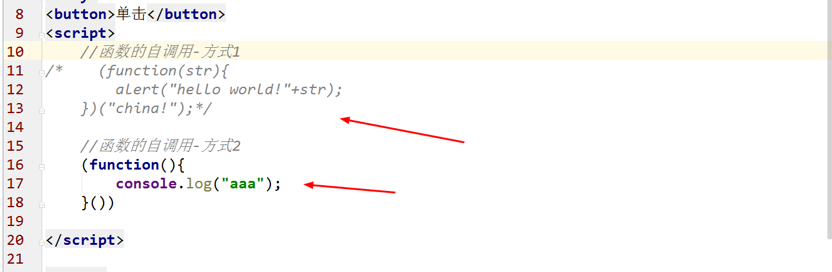 8 <button>单击</button>
9 <script>
10 //函数的自调用-方式1
11 /* (function(str){
12 alert("hello world!"+str);
13 })("china!");*/
14
15 //函数的自调用-方式2
16 (function(){
17 console.log("aaa");
18 }())
19
20 </script>
21